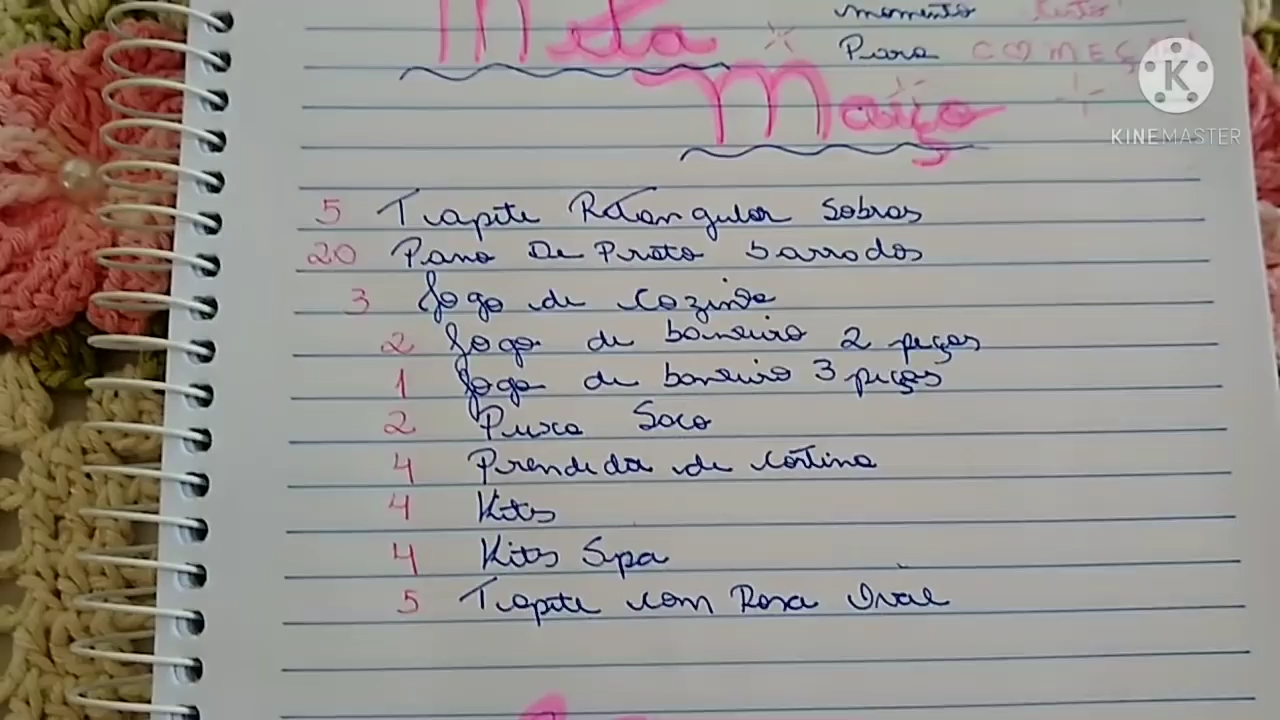 Meta
momento
Para COMEÇAR
Março
KINEMASTER
5 Tapete Retangular Sobras
20 Pano De Prato barrados
3 Jogo de Cozinha
2 Jogo de banheiro 2 peças
1 Jogo de banheiro 3 peças
2 Puxa Saco
4 Prendedor de Cortina
4 Kits
4 Kits Spa
5 Tapete com Rosa Oval